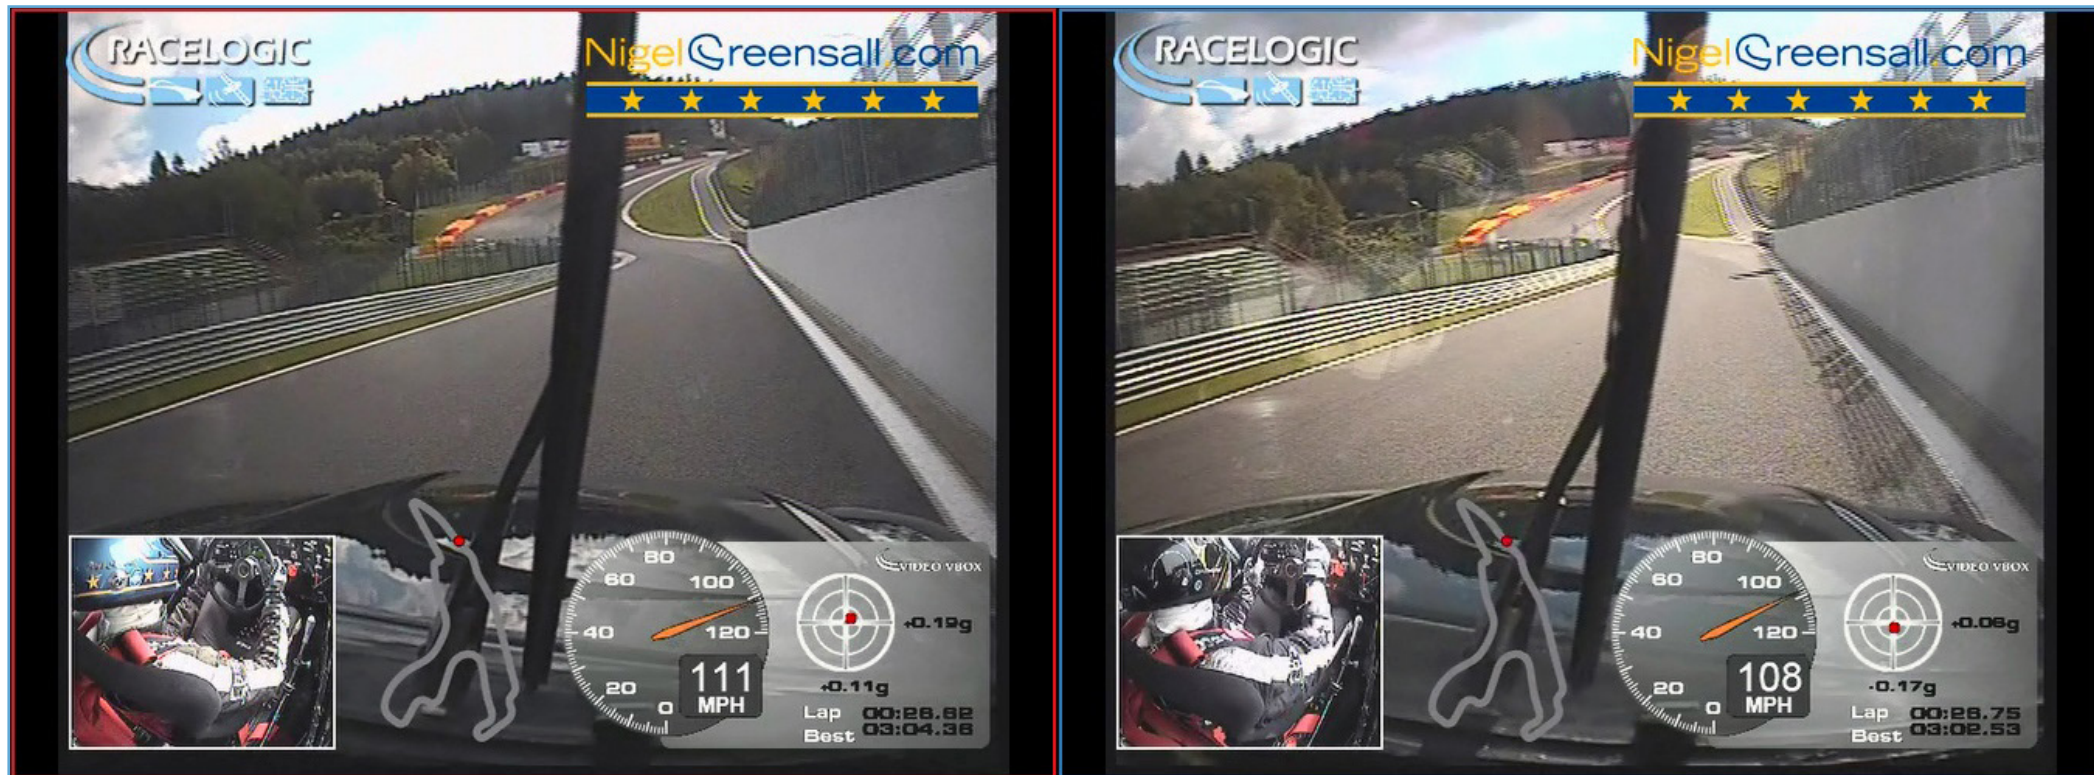 RACELOGIC
NigelGreensall.com
VIDEO VBOX
0
20
40
60
80
100
120
111
MPH
+0.19g
+0.11g
Lap 00:26.62
Best 03:04.36
RACELOGIC
NigelGreensall.com
VIDEO VBOX
0
20
40
60
80
100
120
108
MPH
+0.08g
-0.17g
Lap 00:26.75
Best 03:02.53